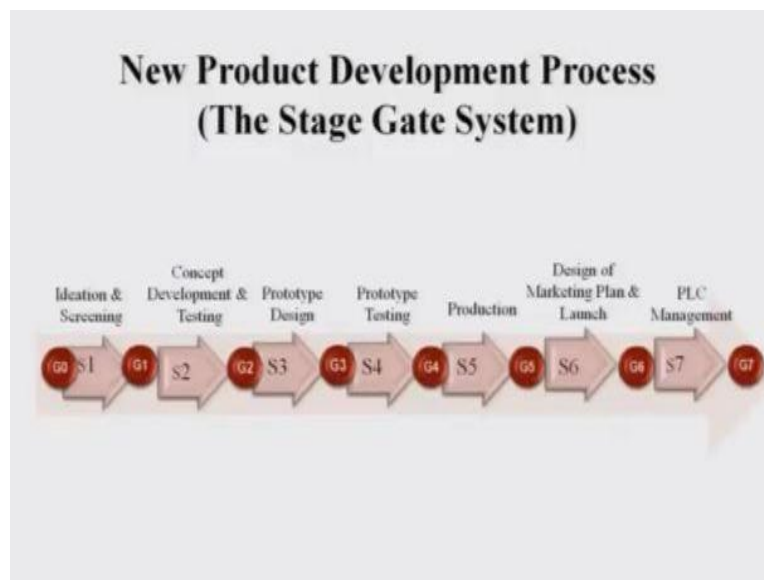 New Product Development Process
(The Stage Gate System)
Ideation &
Screening
Concept
Development &
Testing
Prototype
Design
Prototype
Testing
Production
Design of
Marketing Plan &
Launch
PLC
Management
G0 S1 G1 S2 G2 S3 G3 S4 G4 S5 G5 S6 G6 S7 G7